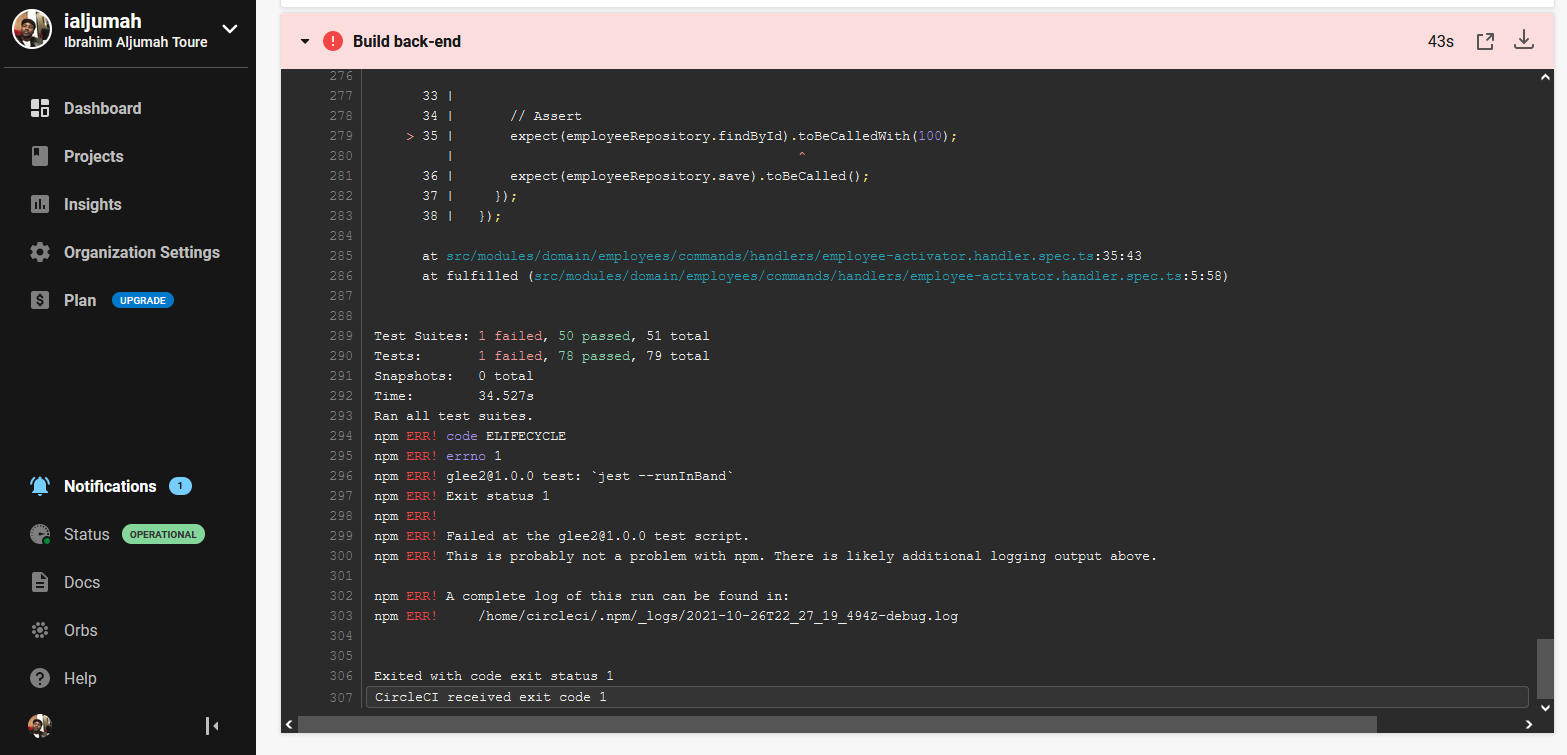 ialjumah
Ibrahim Aljumah Toure
Dashboard
Projects
Insights
Organization Settings
Plan UPGRADE
Notifications 1
Status OPERATIONAL
Docs
Orbs
Help
Build back-end 43s
276
277 33 |
278 34 | // Assert
279 > 35 | expect(employeeRepository.findById).toBeCalledWith(100);
280 | ^
281 36 | expect(employeeRepository.save).toBeCalled();
282 37 | });
283 38 | });
284
285 at src/modules/domain/employees/commands/handlers/employee-activator.handler.spec.ts:35:43
286 at fulfilled (src/modules/domain/employees/commands/handlers/employee-activator.handler.spec.ts:5:58)
287
288
289 Test Suites: 1 failed, 50 passed, 51 total
290 Tests: 1 failed, 78 passed, 79 total
291 Snapshots: 0 total
292 Time: 34.527s
293 Ran all test suites.
294 npm ERR! code ELIFECYCLE
295 npm ERR! errno 1
296 npm ERR! glee2@1.0.0 test: `jest --runInBand`
297 npm ERR! Exit status 1
298 npm ERR!
299 npm ERR! Failed at the glee2@1.0.0 test script.
300 npm ERR! This is probably not a problem with npm. There is likely additional logging output above.
301
302 npm ERR! A complete log of this run can be found in:
303 npm ERR! /home/circleci/.npm/_logs/2021-10-26T22_27_19_494Z-debug.log
304
305
306 Exited with code exit status 1
307 CircleCI received exit code 1